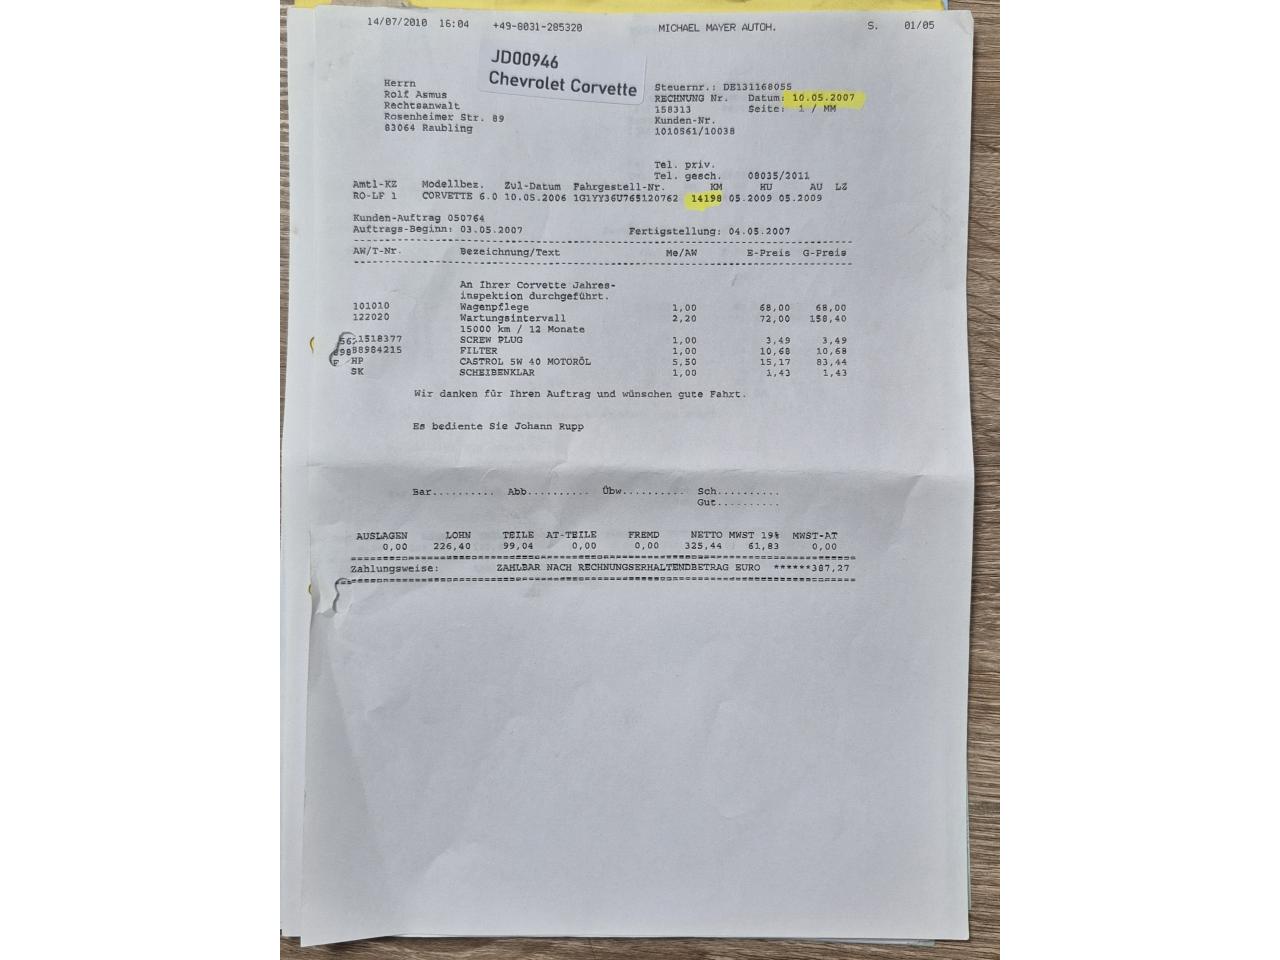 14/07/2010 16:04 +49-8031-285320 MICHAEL MAYER AUTOH. S. 01/05
JD00946
Chevrolet Corvette
Herrn
Rolf Asmus
Rechtsanwalt
Rosenheimer Str. 89
83064 Raubling
Steuernr.: DE131168055
RECHNUNG Nr. Datum: 10.05.2007
158313 Seite: 1 / MM
Kunden-Nr.
1010561/10038
Tel. priv.
Tel. gesch. 08035/2011
Amtl-KZ Modellbez. Zul-Datum Fahrgestell-Nr. KM HU AU LZ
RO-LF 1 CORVETTE 6.0 10.05.2006 1G1YY36U765120762 14198 05.2009 05.2009
Kunden-Auftrag 050764
Auftrags-Beginn: 03.05.2007 Fertigstellung: 04.05.2007
AW/T-Nr. Bezeichnung/Text Me/AW E-Preis G-Preis
An Ihrer Corvette Jahres-
inspektion durchgeführt.
101010 Wagenpflege 1,00 68,00 68,00
122020 Wartungsintervall 2,20 72,00 158,40
15000 km / 12 Monate
1518377 SCREW PLUG 1,00 3,49 3,49
88984215 FILTER 1,00 10,68 10,68
HP CASTROL 5W 40 MOTORÖL 5,50 15,17 83,44
SK SCHEIBENKLAR 1,00 1,43 1,43
Wir danken für Ihren Auftrag und wünschen gute Fahrt.
Es bediente Sie Johann Rupp
Bar.......... Abb.......... Übw.......... Sch..........
Gut..........
AUSLAGEN LOHN TEILE AT-TEILE FREMD NETTO MWST 19% MWST-AT
0,00 226,40 99,04 0,00 0,00 325,44 61,83 0,00
Zahlungsweise: ZAHLBAR NACH RECHNUNGSERHALTENDBETRAG EURO ******387,27